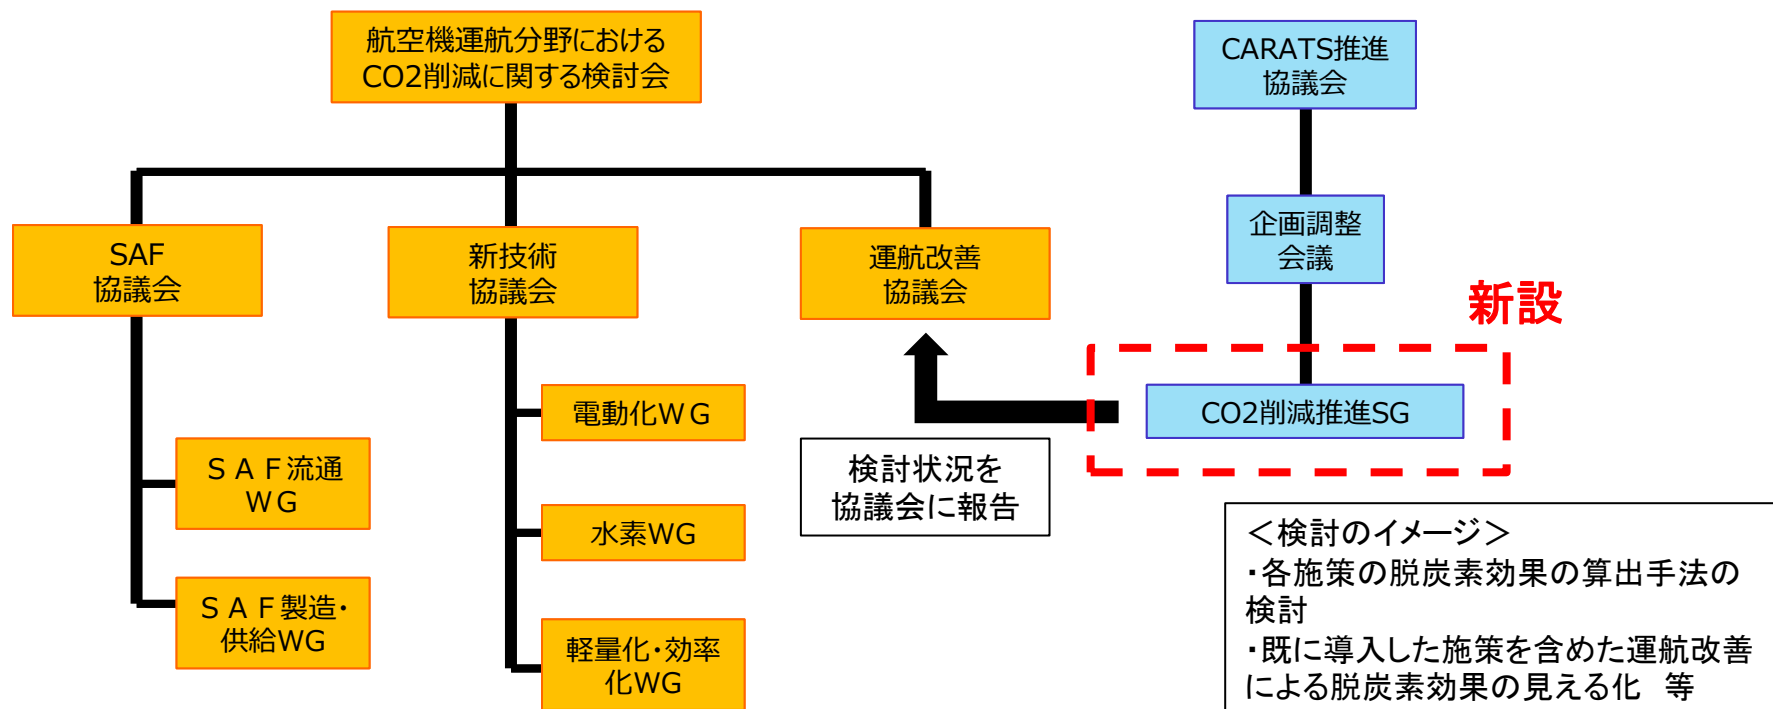 航空機運航分野における
CO2削減に関する検討会
CARATS推進
協議会
SAF
協議会
新技術
協議会
運航改善
協議会
企画調整
会議
新設
電動化ＷＧ
CO2削減推進SG
ＳＡＦ流通
ＷＧ
検討状況を
協議会に報告
水素WG
ＳＡＦ製造・
供給WG
軽量化・効率
化WG
＜検討のイメージ＞
・各施策の脱炭素効果の算出手法の
検討
・既に導入した施策を含めた運航改善
による脱炭素効果の見える化　等